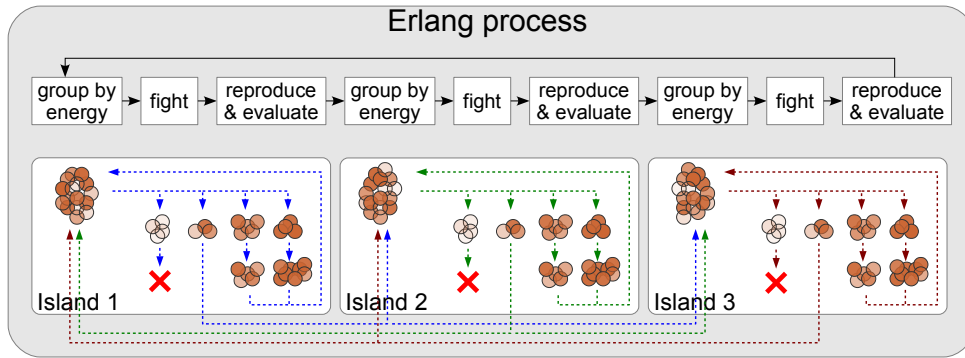 Erlang process
group by
energy
fight
reproduce
& evaluate
group by
energy
fight
reproduce
& evaluate
group by
energy
fight
reproduce
& evaluate
Island 1
Island 2
Island 3